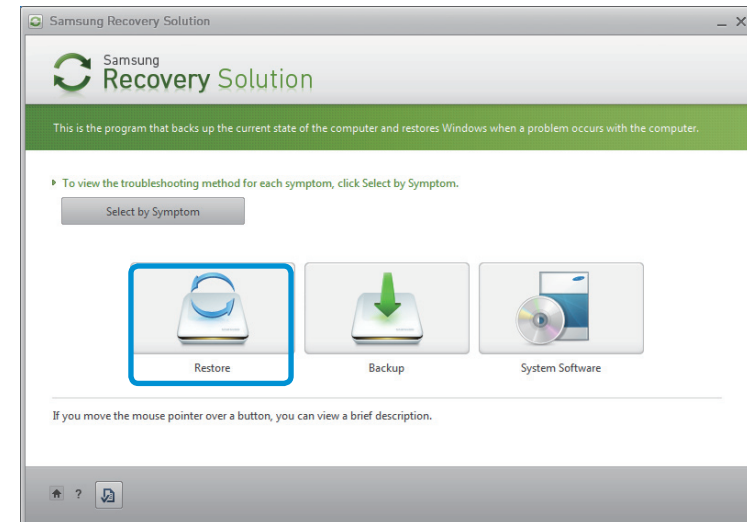 Samsung Recovery Solution
Samsung
Recovery Solution
This is the program that backs up the current state of the computer and restores Windows when a problem occurs with the computer.
To view the troubleshooting method for each symptom, click Select by Symptom.
Select by Symptom
Restore
Backup
System Software
If you move the mouse pointer over a button, you can view a brief description.
?